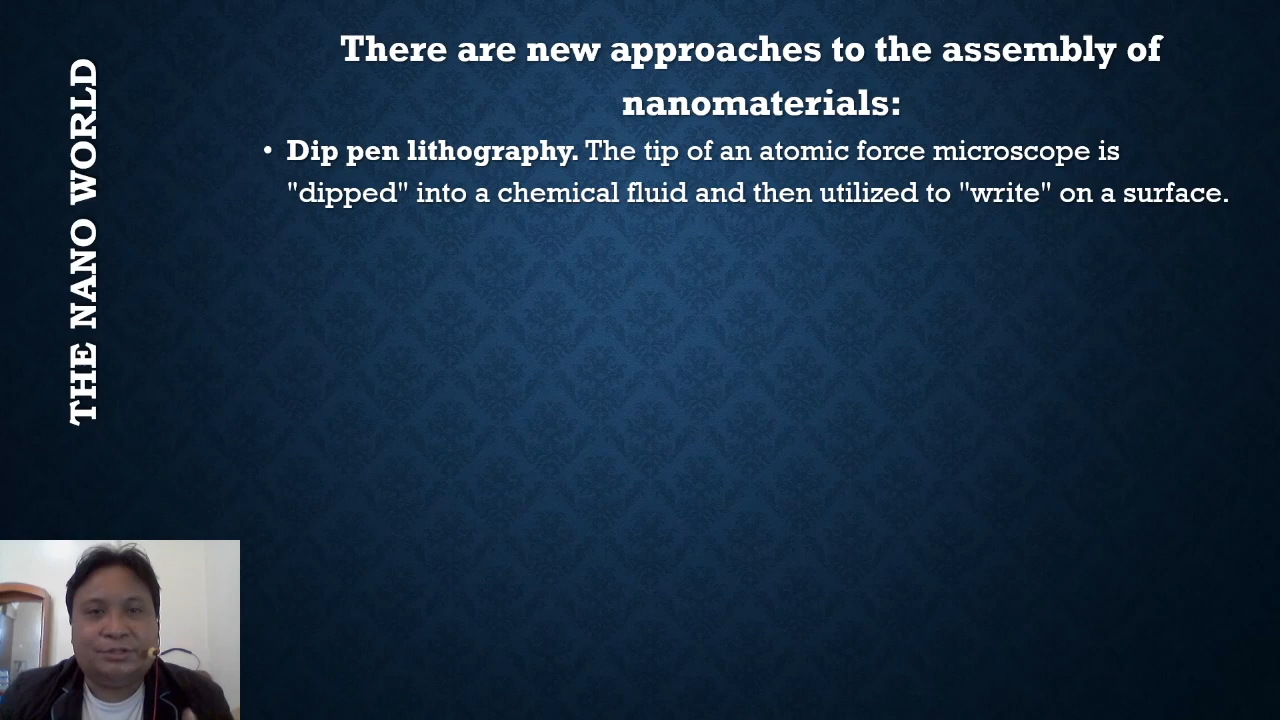 THE NANO WORLD
There are new approaches to the assembly of
nanomaterials:
• Dip pen lithography. The tip of an atomic force microscope is
"dipped" into a chemical fluid and then utilized to "write" on a surface.